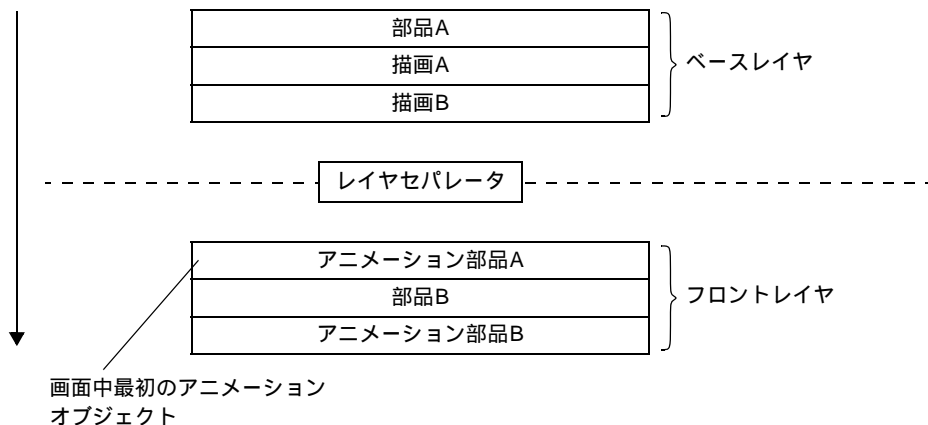 部品A
描画A
ベースレイヤ
描画B
レイヤセパレータ
アニメーション部品A
部品B
フロントレイヤ
アニメーション部品B
画面中最初のアニメーション
オブジェクト